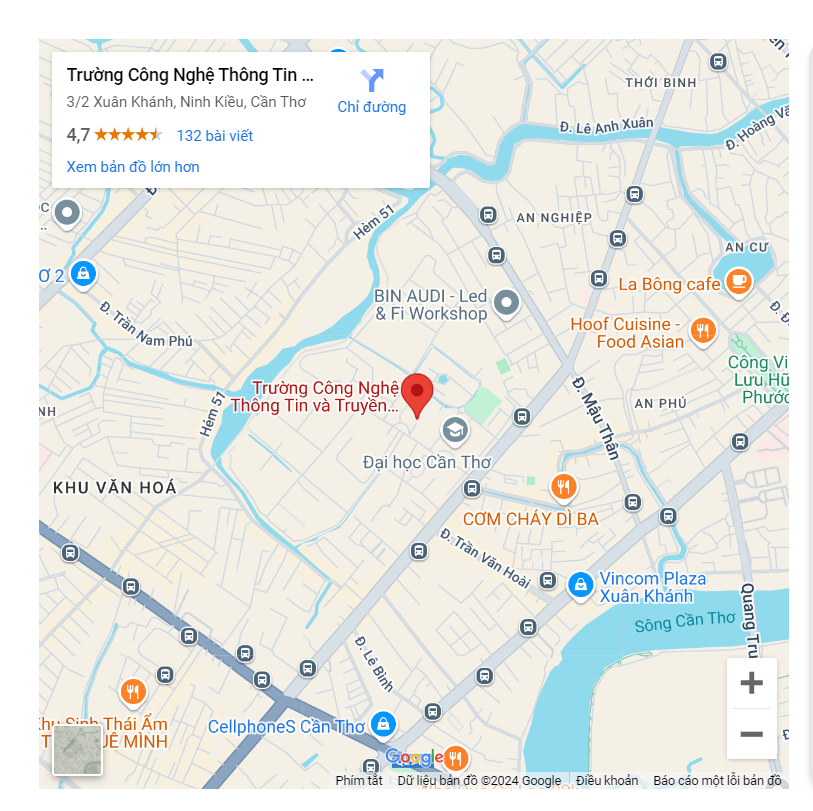 Trường Công Nghệ Thông Tin ...
3/2 Xuân Khánh, Ninh Kiều, Cần Thơ
4,7
132 bài viết
Xem bản đồ lớn hơn
Chỉ đường
THỚI BINH
Đ. Lê Anh Xuân
Đ. Hoàng Vă
Hẻm 51
AN NGHIỆP
AN CƯ
Ơ 2
La Bông cafe
BIN AUDI - Led
& Fi Workshop
Đ. Trần Nam Phú
Hoof Cuisine -
Food Asian
Công Vi
Lưu Hữ
Phước
Trường Công Nghệ
Thông Tin và Truyền...
Đ. Mậu Thân
AN PHÚ
NH
Hẻm 51
Đại học Cần Thơ
KHU VĂN HOÁ
CƠM CHÁY DÌ BA
Đ. Trần Văn Hoài
Vincom Plaza
Xuân Khánh
Sông Cần Thơ
Quang Tru
Đ. Lê Bình
Khu Sinh Thái Ẩm
UÊ MÌNH
CellphoneS Cần Thơ
Google
Phím tắt
Dữ liệu bản đồ ©2024 Google
Điều khoản
Báo cáo một lỗi bản đồ